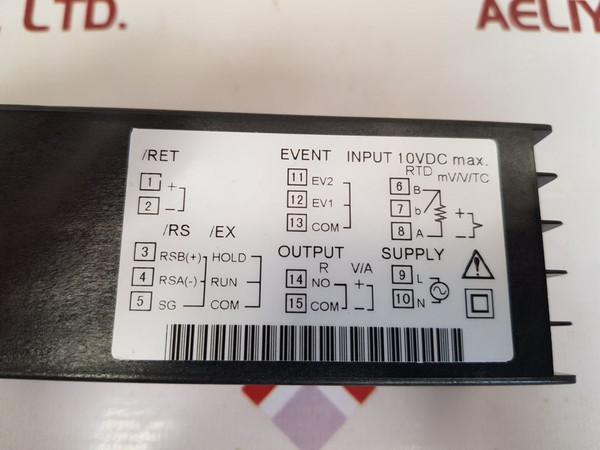 LTD.
AELIY
/RET
1 +
2 -
/RS /EX
3 RSB(+) HOLD
4 RSA(-) RUN
5 SG COM
EVENT
11 EV2
12 EV1
13 COM
OUTPUT
R V/A
14 NO +
15 COM -
INPUT 10VDC max.
RTD mV/V/TC
6 B
7 b +
8 A -
SUPPLY
9 L
10 N